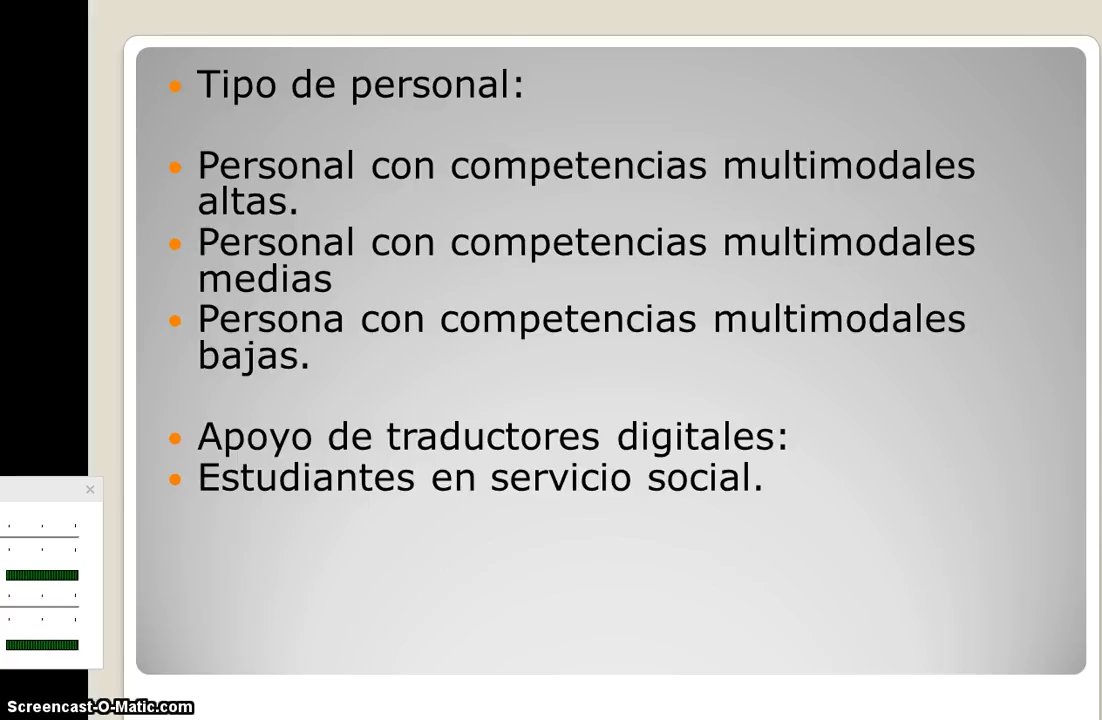 Tipo de personal:
Personal con competencias multimodales
altas.
Personal con competencias multimodales
medias
Persona con competencias multimodales
bajas.
Apoyo de traductores digitales:
Estudiantes en servicio social.
Screencast-O-Matic.com